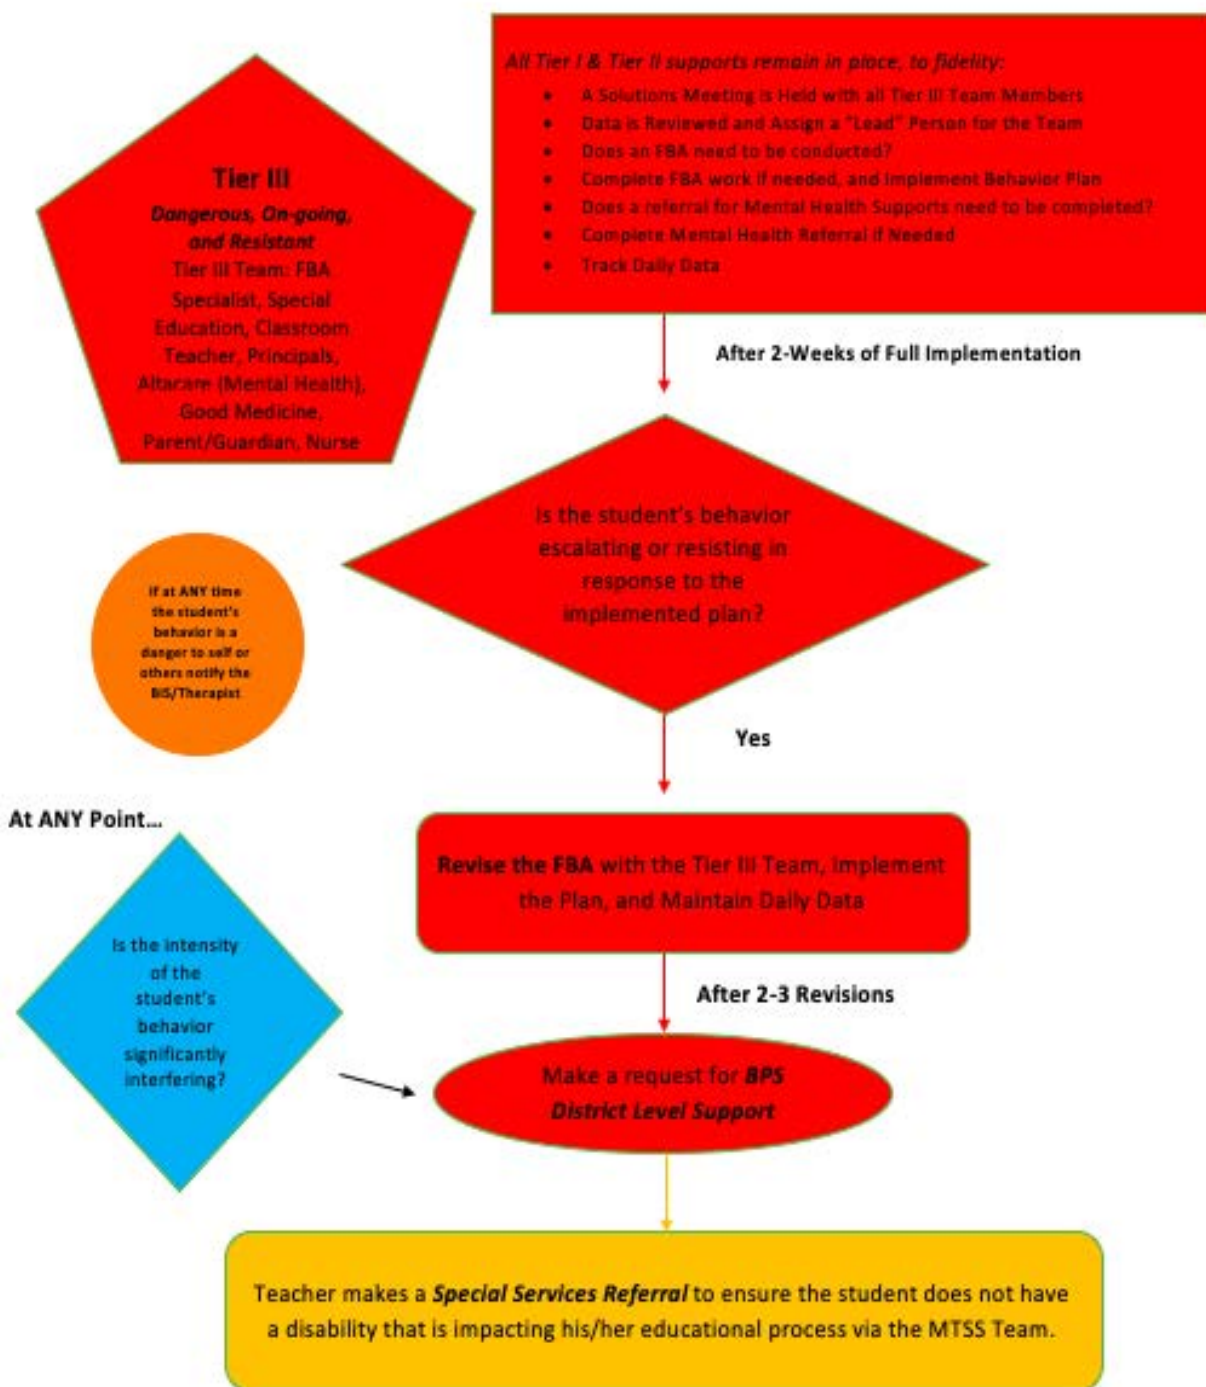 Tier III
Dangerous, On-going,
and Resistant
Tier III Team: FBA
Specialist, Special
Education, Classroom
Teacher, Principals,
Altacare (Mental Health),
Good Medicine,
Parent/Guardian, Nurse
All Tier I & Tier II supports remain in place, to fidelity:
• A Solutions Meeting is Held with all Tier III Team Members
• Data is Reviewed and Assign a "Lead" Person for the Team
• Does an FBA need to be conducted?
• Complete FBA work if needed, and Implement Behavior Plan
• Does a referral for Mental Health Supports need to be completed?
• Complete Mental Health Referral if Needed
• Track Daily Data
After 2-Weeks of Full Implementation
Is the student's behavior
escalating or resisting in
response to the
implemented plan?
If at ANY time
the student's
behavior is a
danger to self or
others notify the
BIS/Therapist
Yes
Revise the FBA with the Tier III Team, Implement
the Plan, and Maintain Daily Data
At ANY Point...
Is the intensity
of the
student's
behavior
significantly
interfering?
After 2-3 Revisions
Make a request for BPS
District Level Support
Teacher makes a Special Services Referral to ensure the student does not have
a disability that is impacting his/her educational process via the MTSS Team.